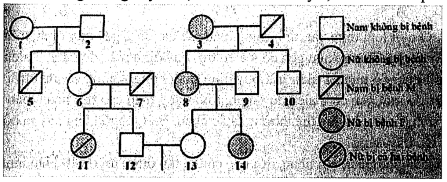 1
2
3
4
Nam không bị bệnh
Nữ không bị bệnh
5
6
7
8
9
10
Nam bị bệnh M
Nữ bị bệnh
11
12
13
14
Nữ bị cả hai bệnh